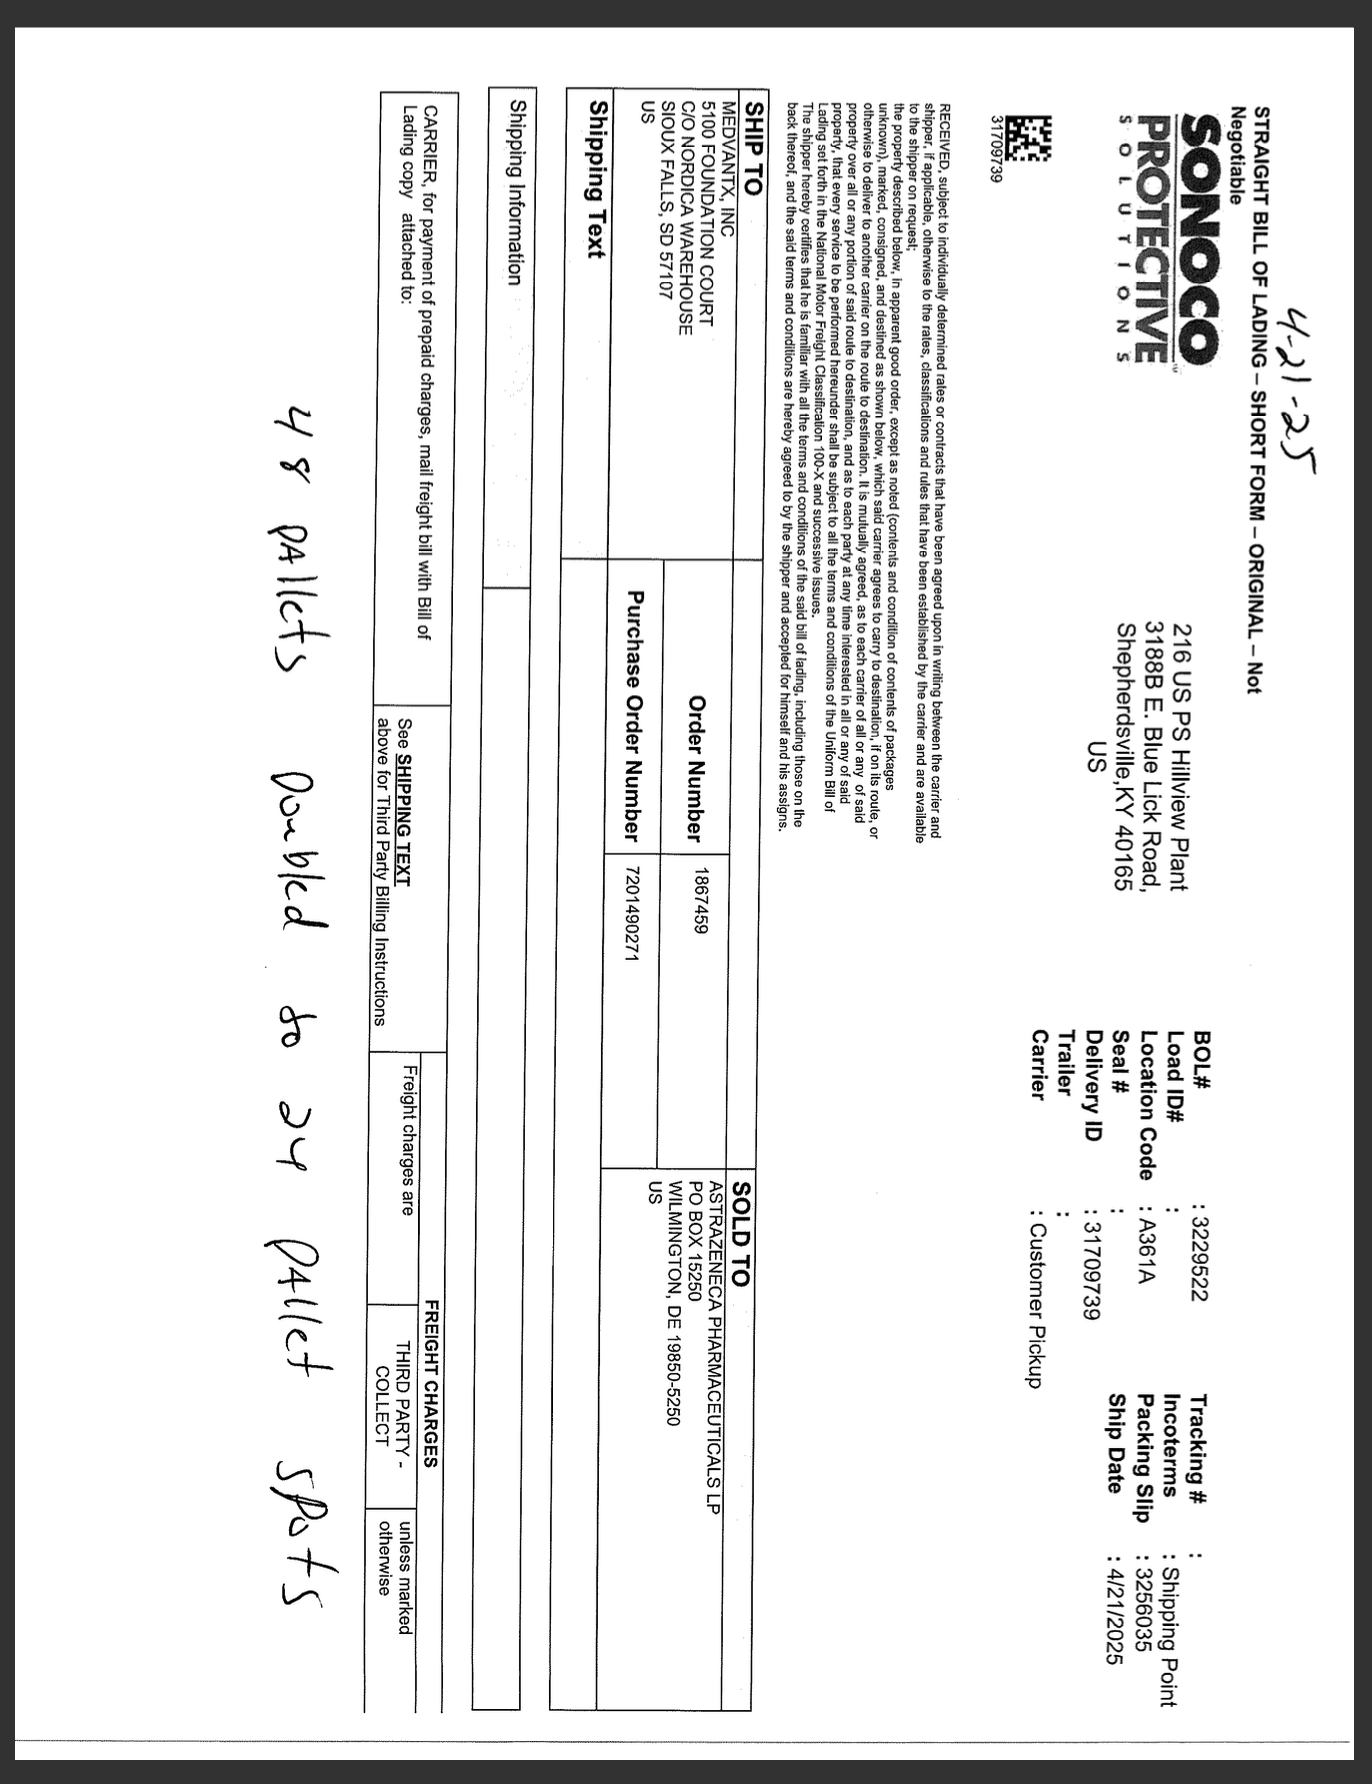 4-21-25
STRAIGHT BILL OF LADING – SHORT FORM – ORIGINAL – Not
Negotiable
SONOCO
PROTECTIVE
SOLUTIONS
216 US PS Hillview Plant
3188B E. Blue Lick Road,
Shepherdsville,KY 40165
US
BOL# : 3229522
Load ID# :
Location Code : A361A
Seal # :
Delivery ID : 31709739
Trailer :
Carrier : Customer Pickup
Tracking # :
Incoterms : Shipping Point
Packing Slip : 3256035
Ship Date : 4/21/2025
31709739
RECEIVED, subject to individually determined rates or contracts that have been agreed upon in writing between the carrier and
shipper, if applicable, otherwise to the rates, classifications and rules that have been established by the carrier and are available
to the shipper on request;
the property described below, in apparent good order, except as noted (contents and condition of contents of packages
unknown), marked, consigned, and destined as shown below, which said carrier agrees to carry to destination, if on its route, or
otherwise to deliver to another carrier on the route to destination. It is mutually agreed, as to each carrier of all or any of said
property over all or any portion of said route to destination, and as to each party at any time interested in all or any of said
property, that every service to be performed hereunder shall be subject to all the terms and conditions of the Uniform Bill of
Lading set forth in the National Motor Freight Classification 100-X and successive issues.
The shipper hereby certifies that he is familiar with all the terms and conditions of the said bill of lading, including those on the
back thereof, and the said terms and conditions are hereby agreed to by the shipper and accepted for himself and his assigns.
SHIP TO
MEDVANTX, INC
5100 FOUNDATION COURT
C/O NORDICA WAREHOUSE
SIOUX FALLS, SD 57107
US
Order Number 1867459
Purchase Order Number 7201490271
SOLD TO
ASTRAZENECA PHARMACEUTICALS LP
PO BOX 15250
WILMINGTON, DE 19850-5250
US
Shipping Text
Shipping Information
CARRIER, for payment of prepaid charges, mail freight bill with Bill of
Lading copy attached to:
See SHIPPING TEXT
above for Third Party Billing Instructions
FREIGHT CHARGES
Freight charges are
THIRD PARTY -
COLLECT
unless marked
otherwise
48 PALLets Doubled to 24 PALLet spots